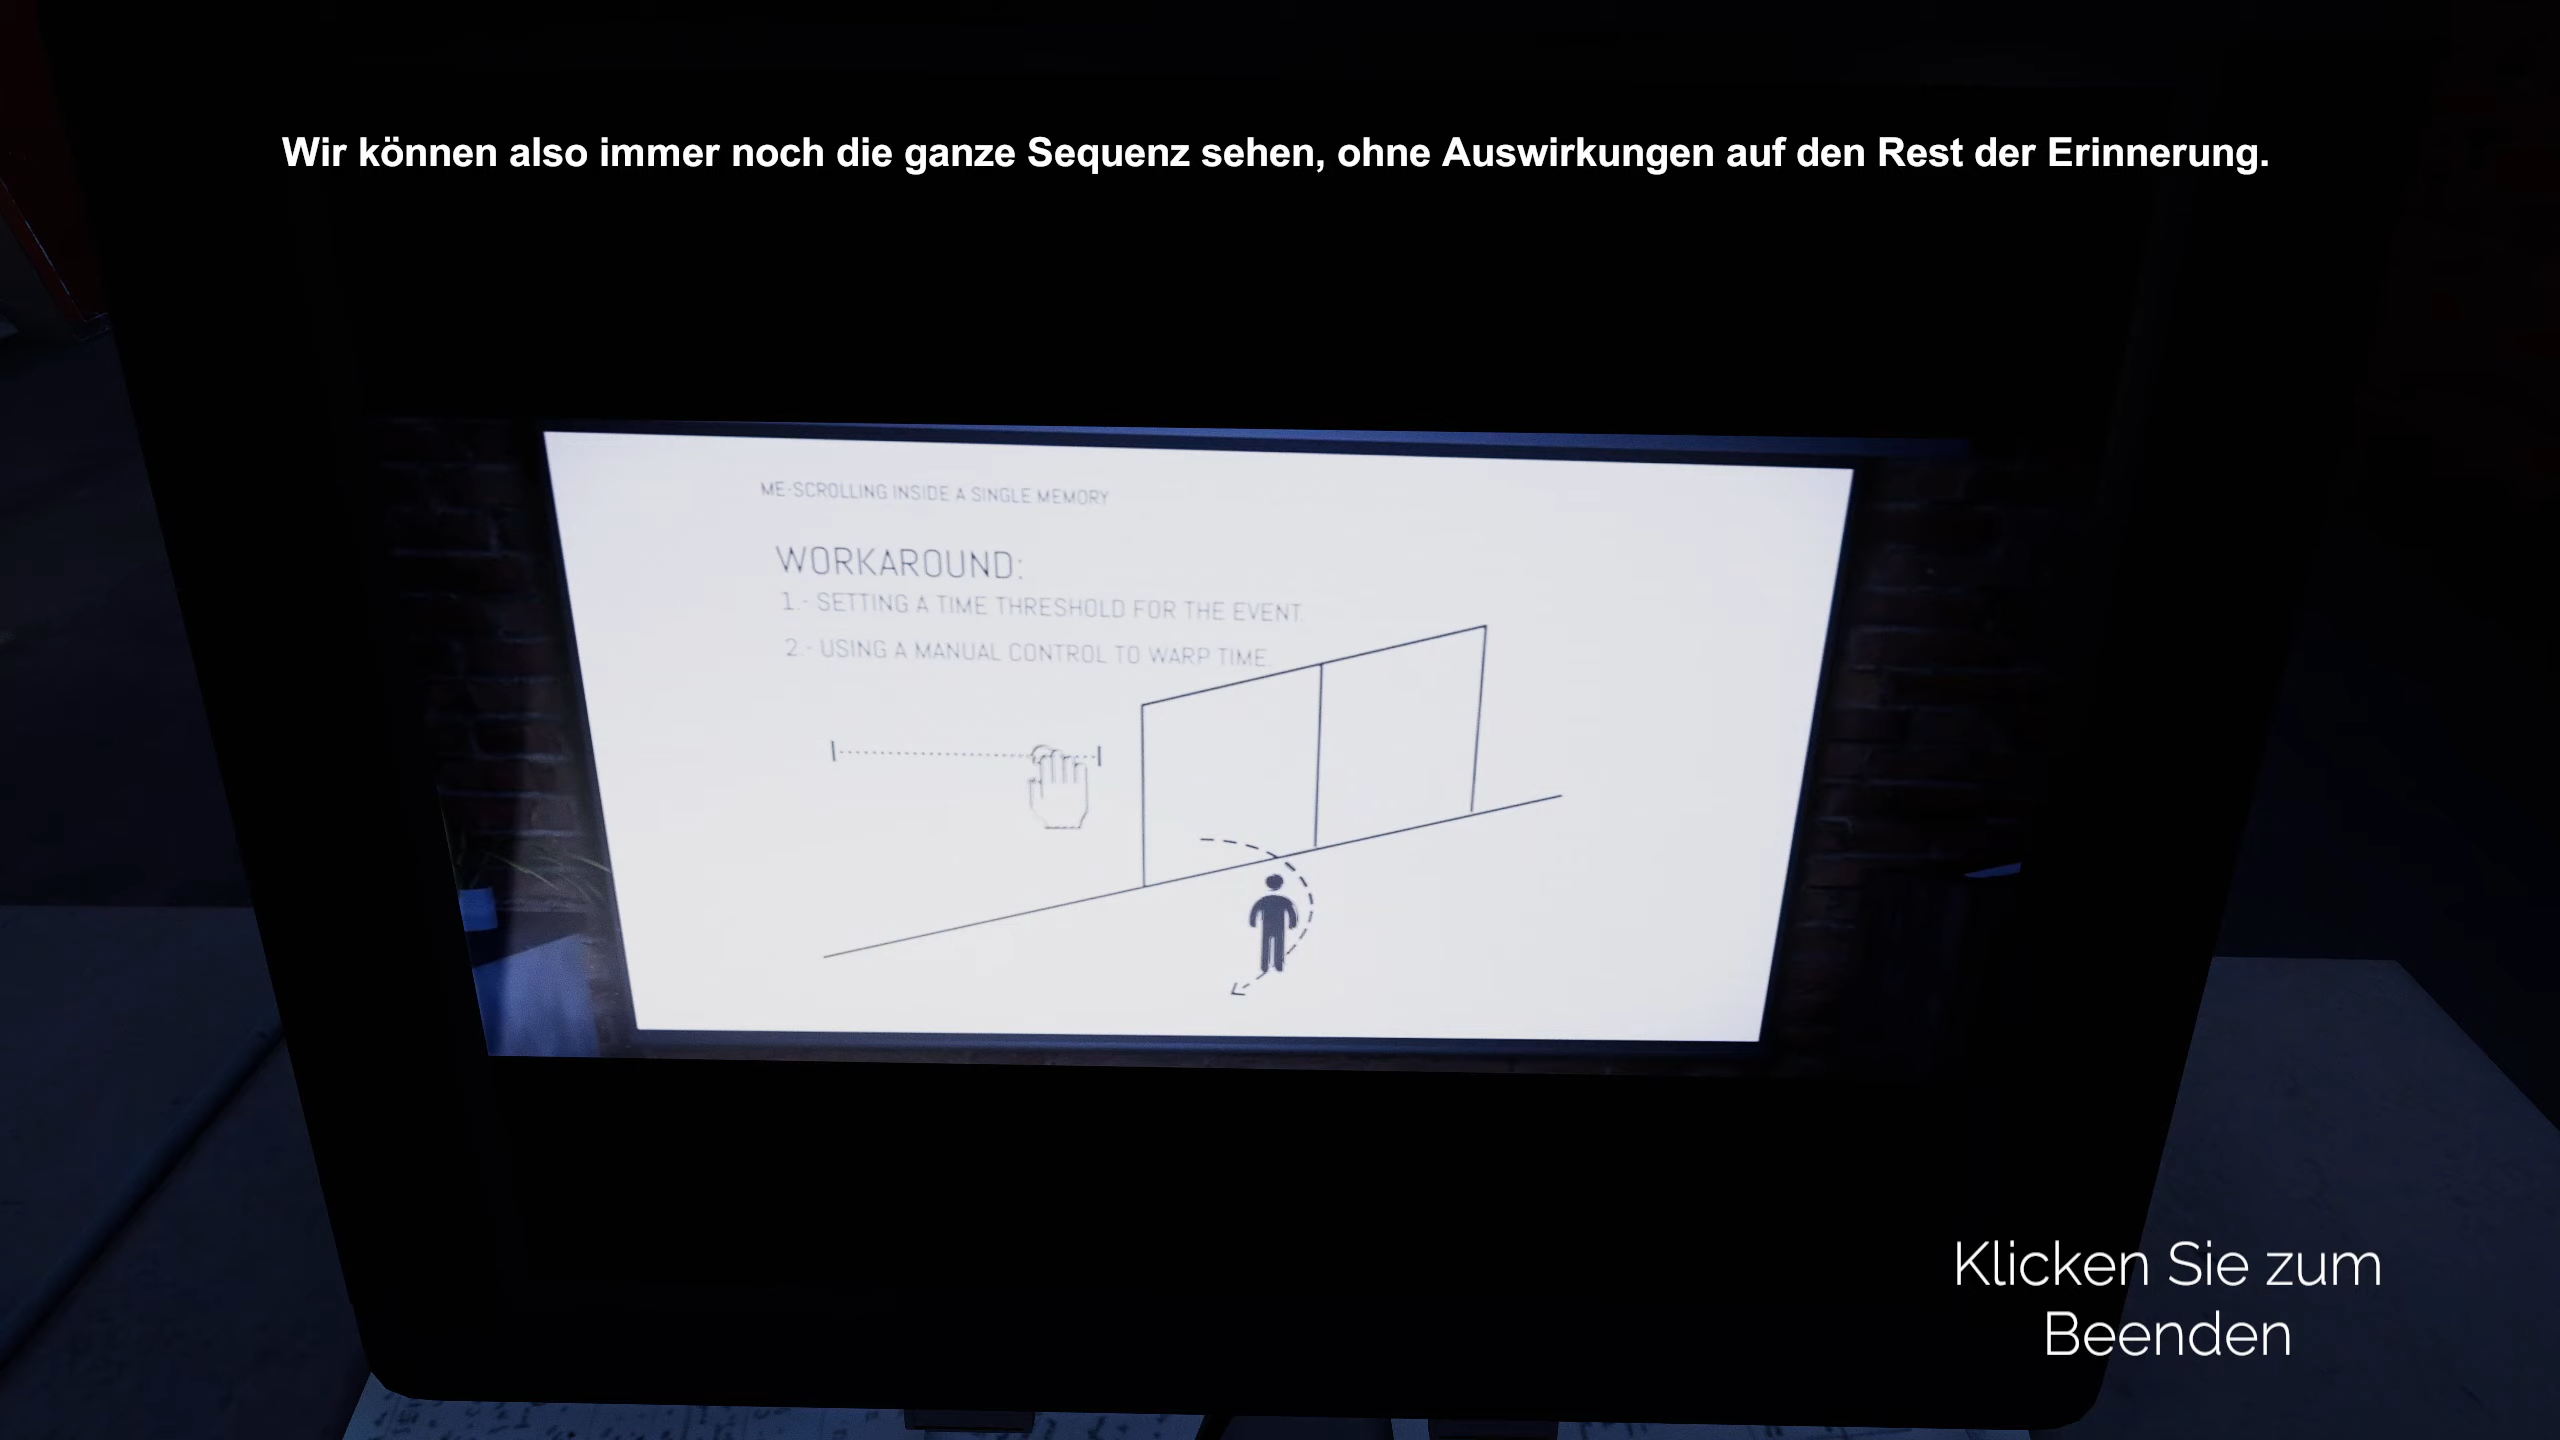 Wir können also immer noch die ganze Sequenz sehen, ohne Auswirkungen auf den Rest der Erinnerung.
ME-SCROLLING INSIDE A SINGLE MEMORY
WORKAROUND:
1.- SETTING A TIME THRESHOLD FOR THE EVENT
2.- USING A MANUAL CONTROL TO WARP TIME.
Klicken Sie zum
Beenden